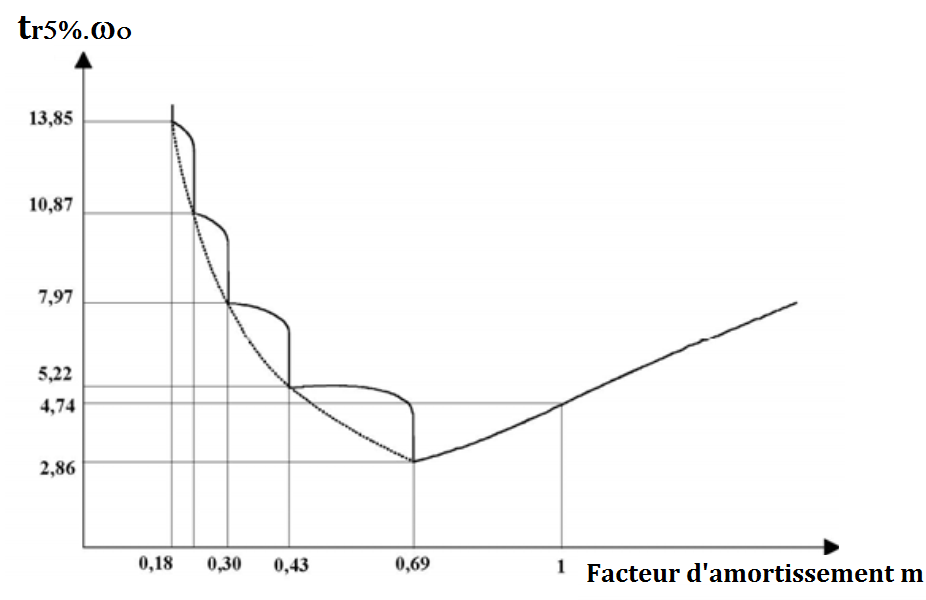 tr5%.ωo
13,85
10,87
7,97
5,22
4,74
2,86
0,18 0,30 0,43 0,69 1
Facteur d'amortissement m